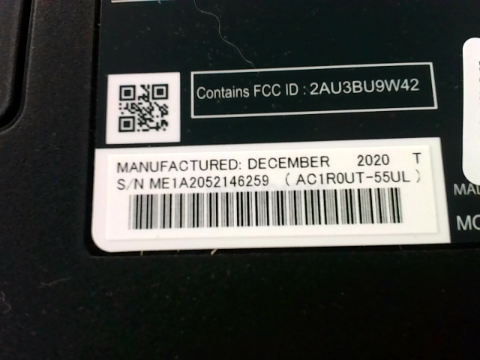 Contains FCC ID : 2AU3BU9W42
MANUFACTURED: DECEMBER 2020 T
S/N ME1A2052146259 ( AC1R0UT-55UL )